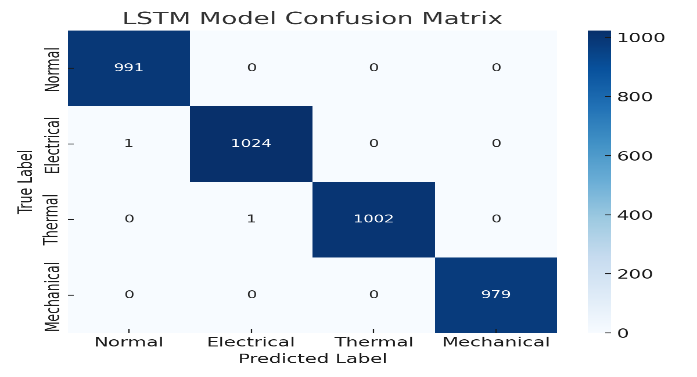 LSTM Model Confusion Matrix
Normal 991 0 0 0
Electrical 1 1024 0 0
Thermal 0 1 1002 0
Mechanical 0 0 0 979
True Label
Normal Electrical Thermal Mechanical
Predicted Label
1000
800
600
400
200
0